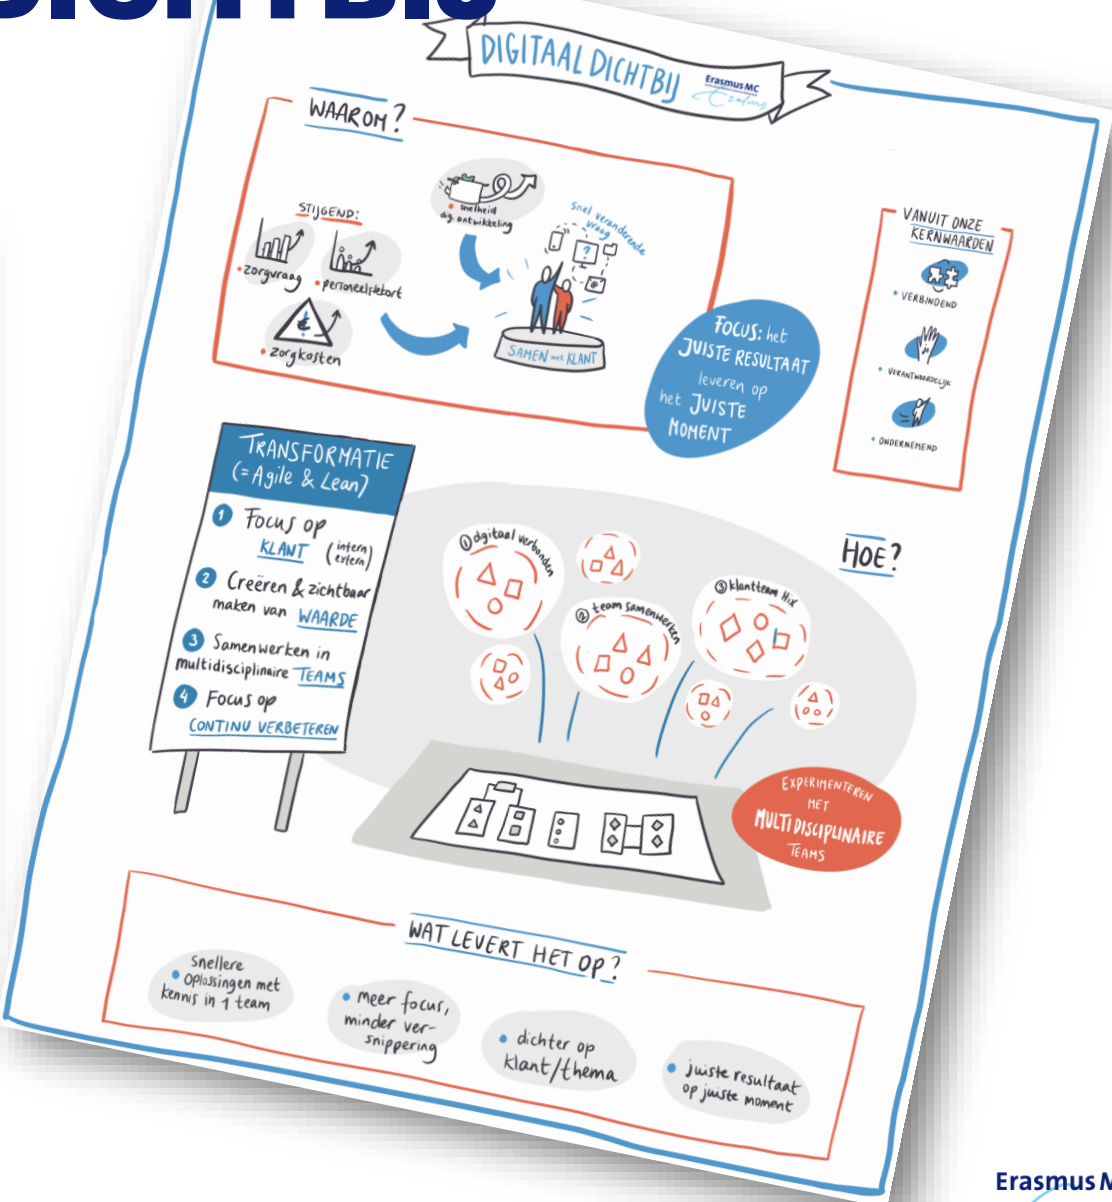 DICHTBIJ
DIGITAAL DICHTBIJ
Erasmus MC
WAAROM?
STIJGEND:
zorgvraag
personeelstekort
zorgkosten
snelheid
dig. ontwikkeling
snel veranderende
vraag
?
@
€
SAMEN met KLANT
FOCUS: het
JUISTE RESULTAAT
leveren op
het JUISTE
MOMENT
VANUIT ONZE
KERNWAARDEN
VERBINDEND
VERANTWOORDELIJK
ONDERNEMEND
TRANSFORMATIE
(= Agile & Lean)
1 Focus op
KLANT (intern
extern)
2 Creëren & zichtbaar
maken van WAARDE
3 Samenwerken in
multidisciplinaire TEAMS
4 Focus op
CONTINU VERBETEREN
HOE?
1 digitaal verbonden
2 team samenwerken
3 klantteam HiX
EXPERIMENTEREN
MET
MULTIDISCIPLINAIRE
TEAMS
WAT LEVERT HET OP?
snellere
oplossingen met
kennis in 1 team
meer focus,
minder ver-
snippering
dichter op
klant/thema
juiste resultaat
op juiste moment
Erasmus M